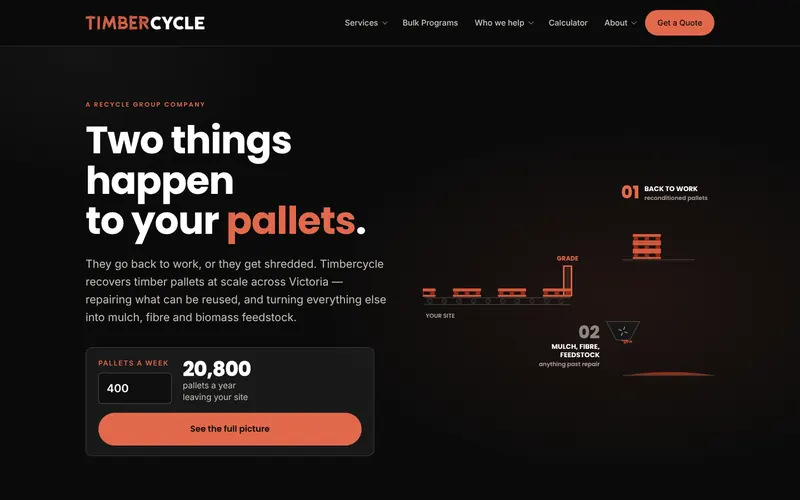 TIMBERCYCLE
Services
Bulk Programs
Who we help
Calculator
About
Get a Quote
A RECYCLE GROUP COMPANY
Two things
happen
to your pallets.
They go back to work, or they get shredded. Timbercycle
recovers timber pallets at scale across Victoria —
repairing what can be reused, and turning everything else
into mulch, fibre and biomass feedstock.
PALLETS A WEEK
400
20,800
pallets a year
leaving your site
See the full picture
01
BACK TO WORK
reconditioned pallets
GRADE
YOUR SITE
02
MULCH, FIBRE,
FEEDSTOCK
anything past repair